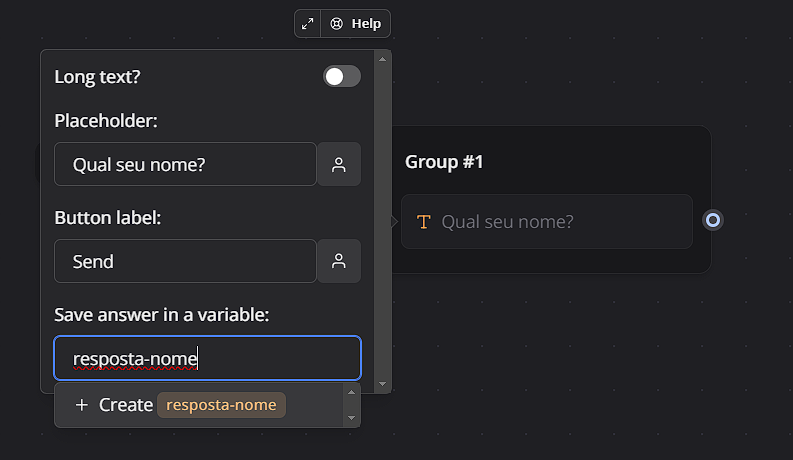 Help
Long text?
Placeholder:
Qual seu nome?
Button label:
Send
Save answer in a variable:
resposta-nome
+ Create resposta-nome
Group #1
Qual seu nome?